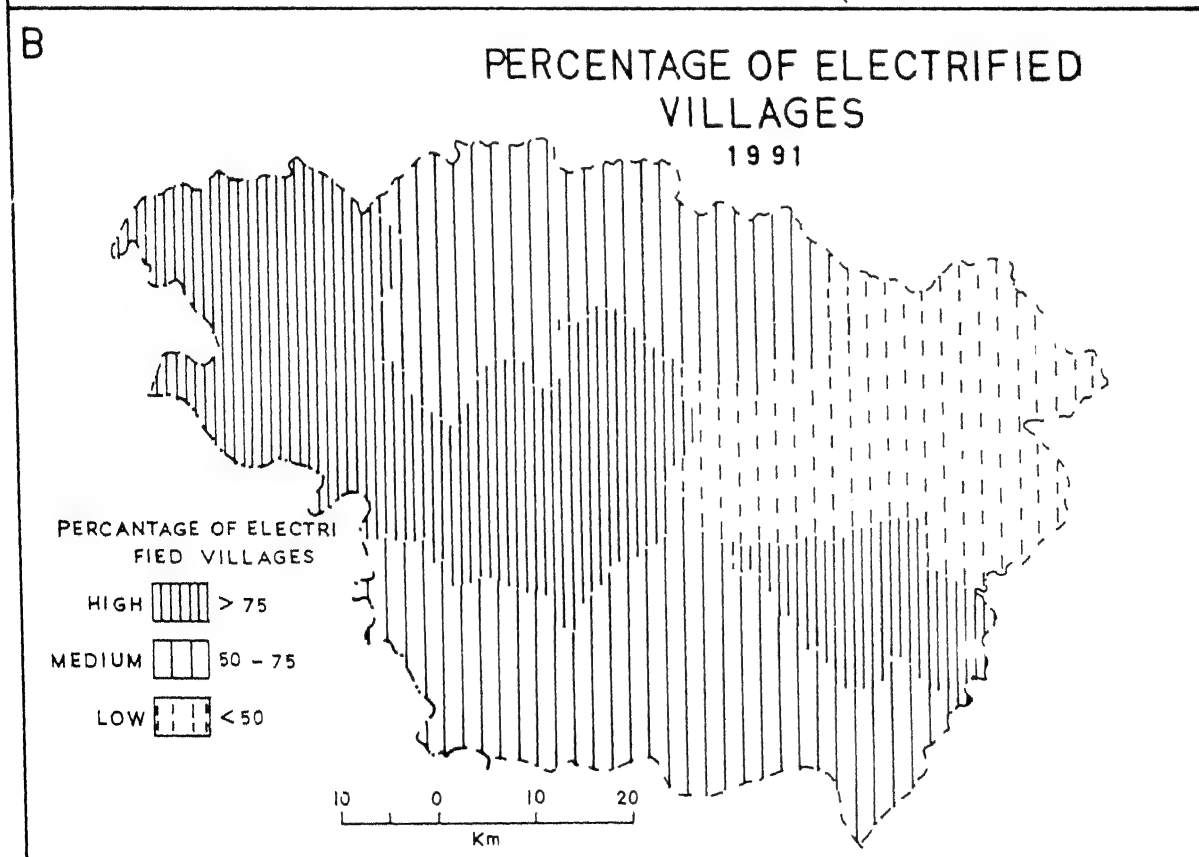 B
PERCENTAGE OF ELECTRIFIED
VILLAGES
1991
PERCANTAGE OF ELECTRI
FIED VILLAGES
HIGH > 75
MEDIUM 50 - 75
LOW < 50
10 0 10 20
Km